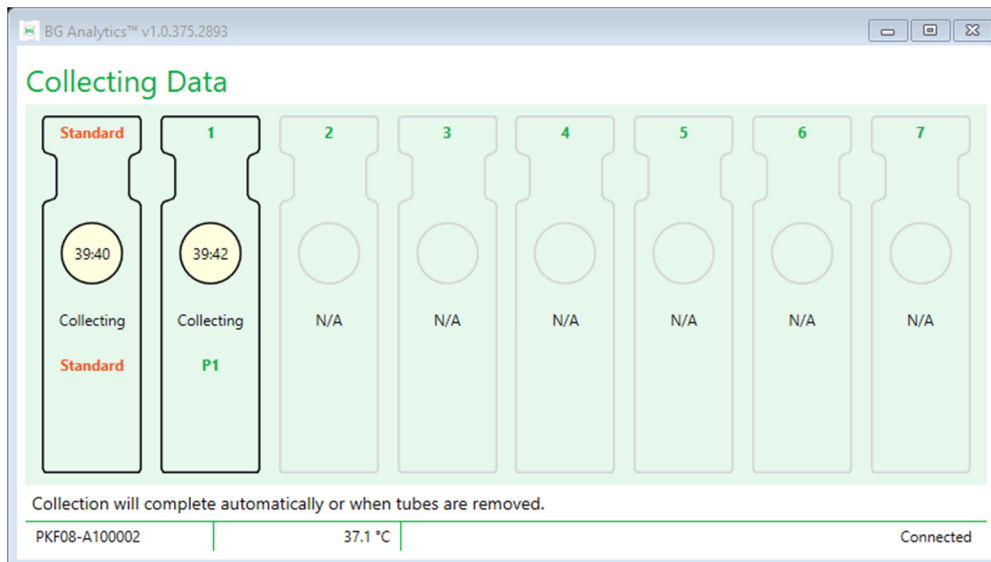 BG Analytics™ v1.0.375.2893
Collecting Data
Standard 1 2 3 4 5 6 7
39:40 39:42
Collecting Collecting N/A N/A N/A N/A N/A N/A
Standard P1
Collection will complete automatically or when tubes are removed.
PKF08-A100002 37.1 °C Connected